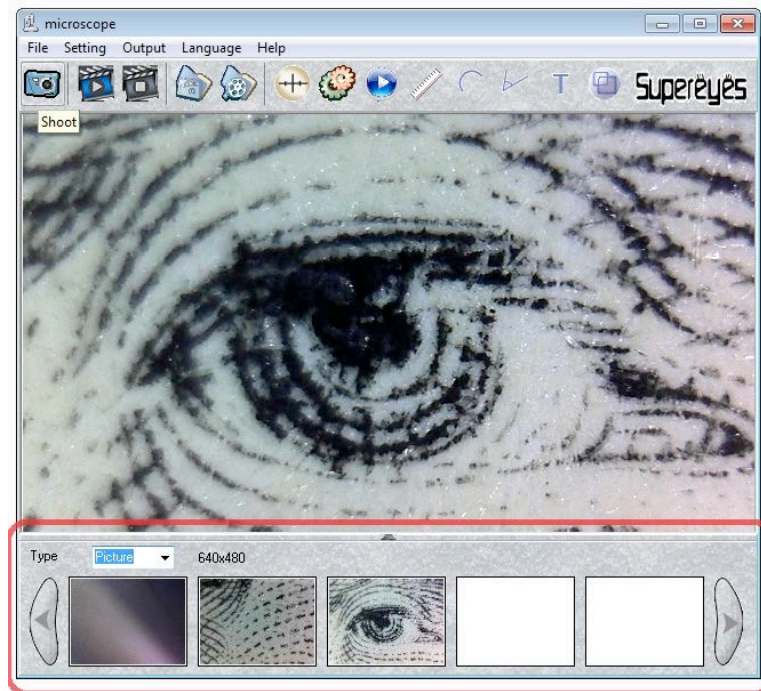 microscope
File Setting Output Language Help
T Supereyes
Shoot
Type Picture 640x480